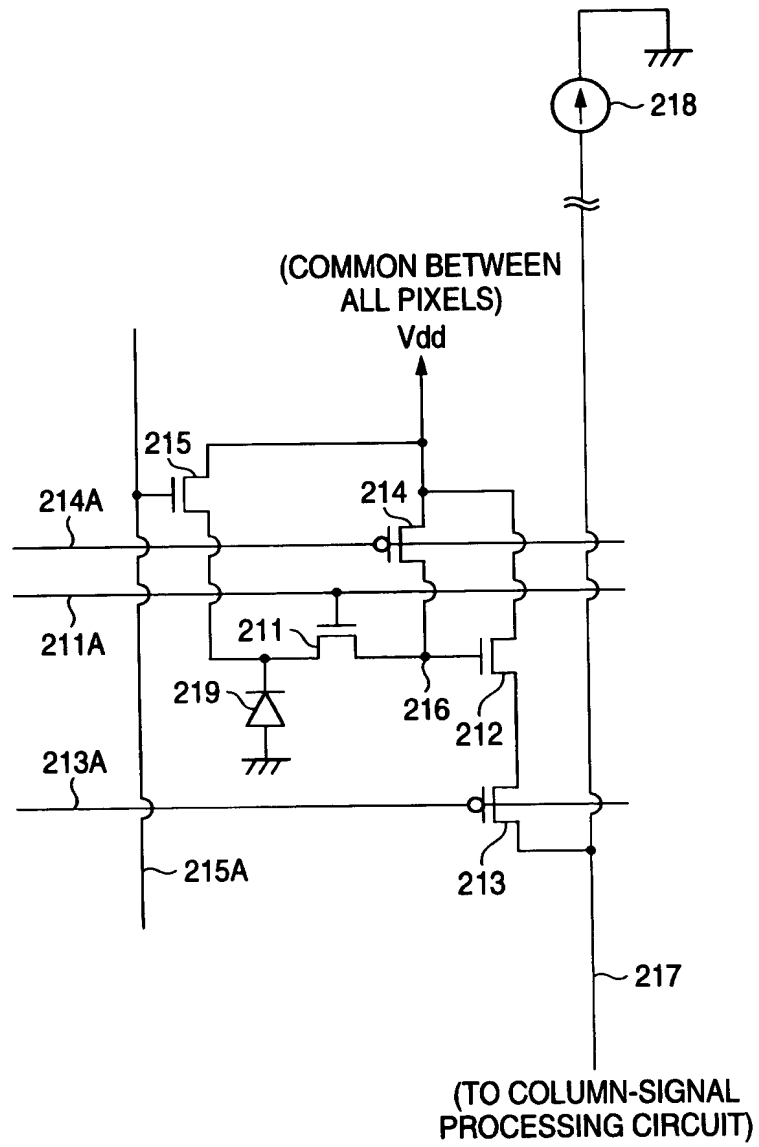 218
(COMMON BETWEEN
ALL PIXELS)
Vdd
215
214A
214
211A
211
219
216
212
213A
215A
213
217
(TO COLUMN-SIGNAL
PROCESSING CIRCUIT)